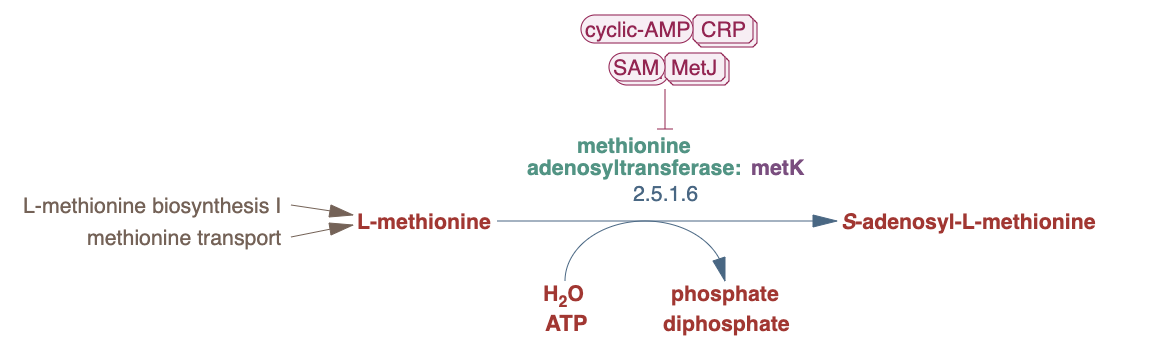 cyclic-AMP CRP
SAM MetJ
methionine
adenosyltransferase: metK
2.5.1.6
L-methionine biosynthesis I
methionine transport
L-methionine
S-adenosyl-L-methionine
H₂O
ATP
phosphate
diphosphate